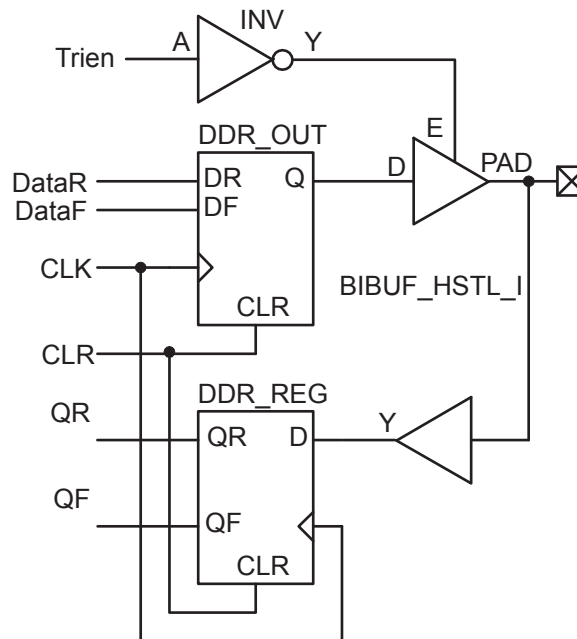 INV
Trien
A
Y
DDR_OUT
E
D
PAD
DataR
DR
Q
DataF
DF
CLK
BIBUF_HSTL_I
CLR
CLR
DDR_REG
QR
QR
D
Y
QF
QF
CLR